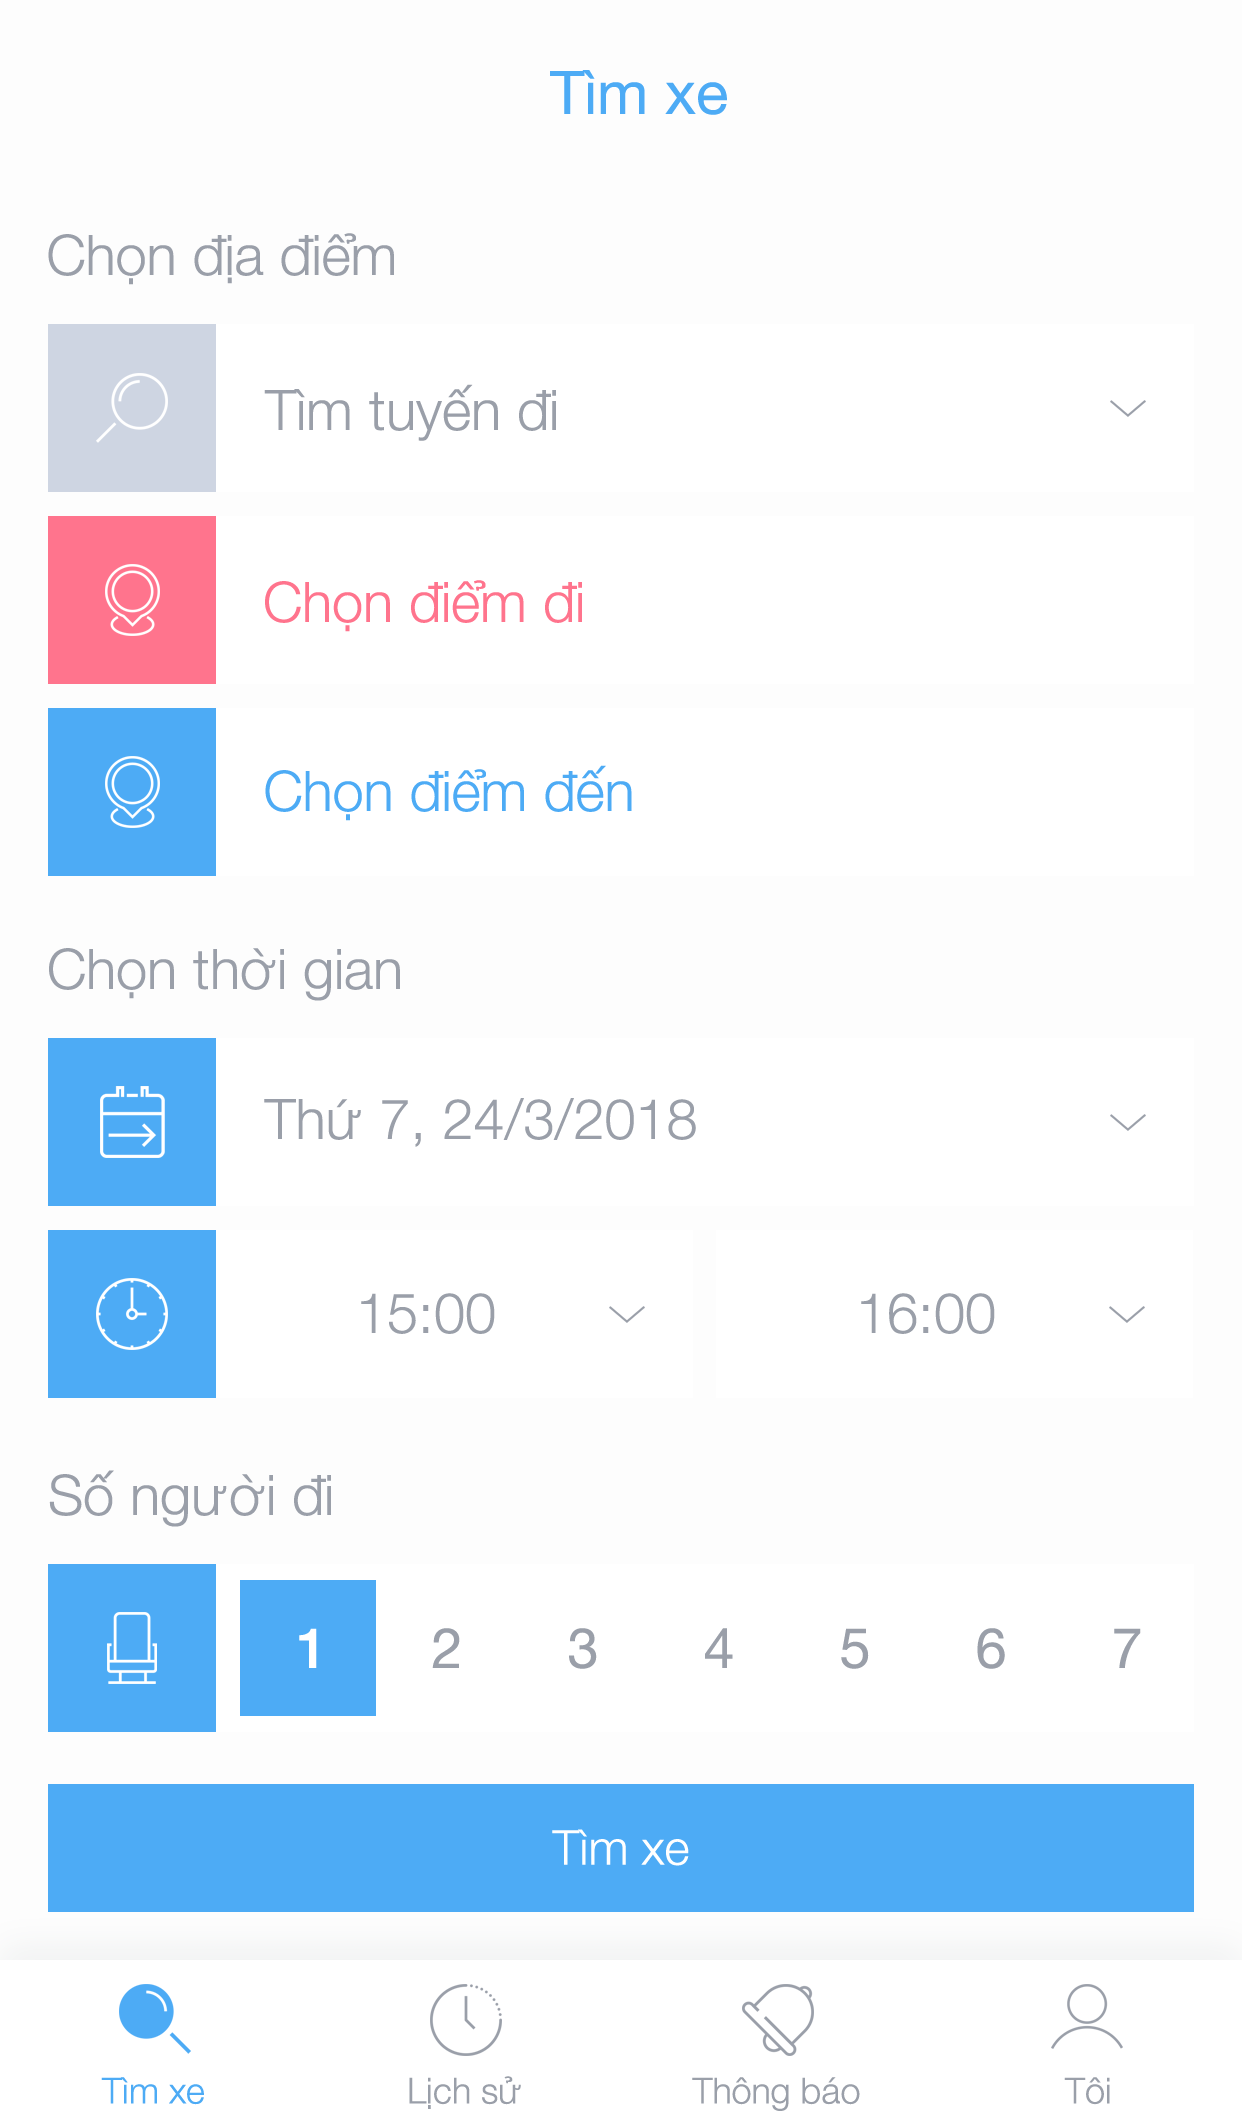 Tìm xe
Chọn địa điểm
Tìm tuyến đi
Chọn điểm đi
Chọn điểm đến
Chọn thời gian
Thứ 7, 24/3/2018
15:00 16:00
Số người đi
1 2 3 4 5 6 7
Tìm xe
Tìm xe Lịch sử Thông báo Tôi